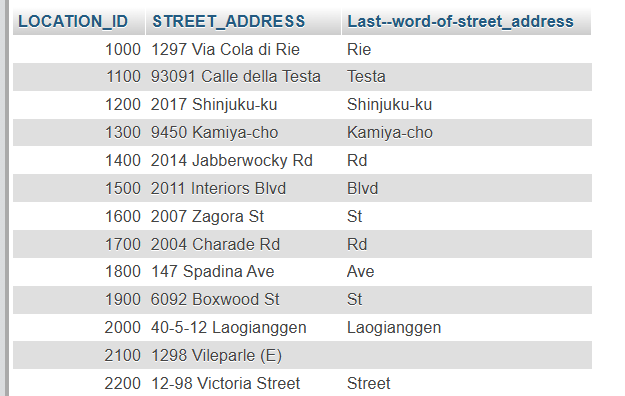 LOCATION_ID STREET_ADDRESS Last--word-of-street_address
1000 1297 Via Cola di Rie Rie
1100 93091 Calle della Testa Testa
1200 2017 Shinjuku-ku Shinjuku-ku
1300 9450 Kamiya-cho Kamiya-cho
1400 2014 Jabberwocky Rd Rd
1500 2011 Interiors Blvd Blvd
1600 2007 Zagora St St
1700 2004 Charade Rd Rd
1800 147 Spadina Ave Ave
1900 6092 Boxwood St St
2000 40-5-12 Laogianggen Laogianggen
2100 1298 Vileparle (E)
2200 12-98 Victoria Street Street